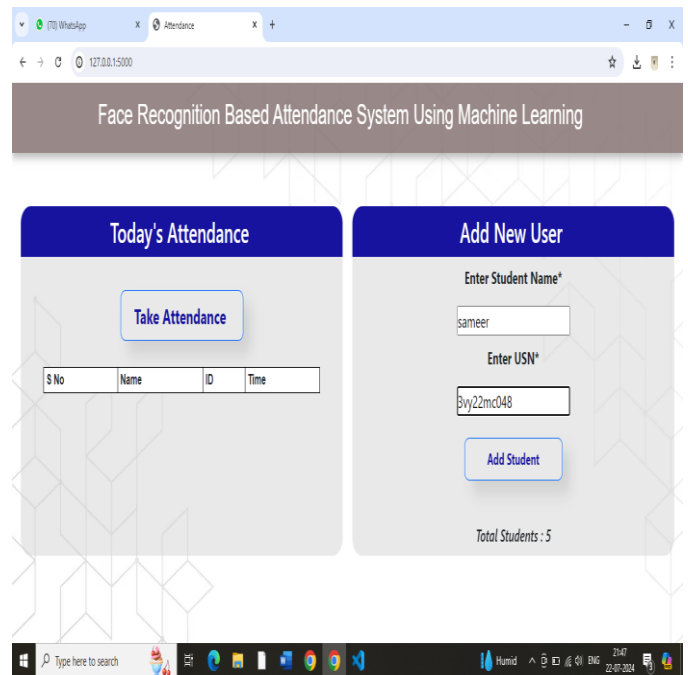 (70) WhatsApp
Attendance
127.0.0.1:5000
Face Recognition Based Attendance System Using Machine Learning
Today's Attendance
Take Attendance
S No Name ID Time
Add New User
Enter Student Name*
sameer
Enter USN*
3vy22mc048
Add Student
Total Students : 5
Type here to search
Humid
ENG
21:47
22-07-2024